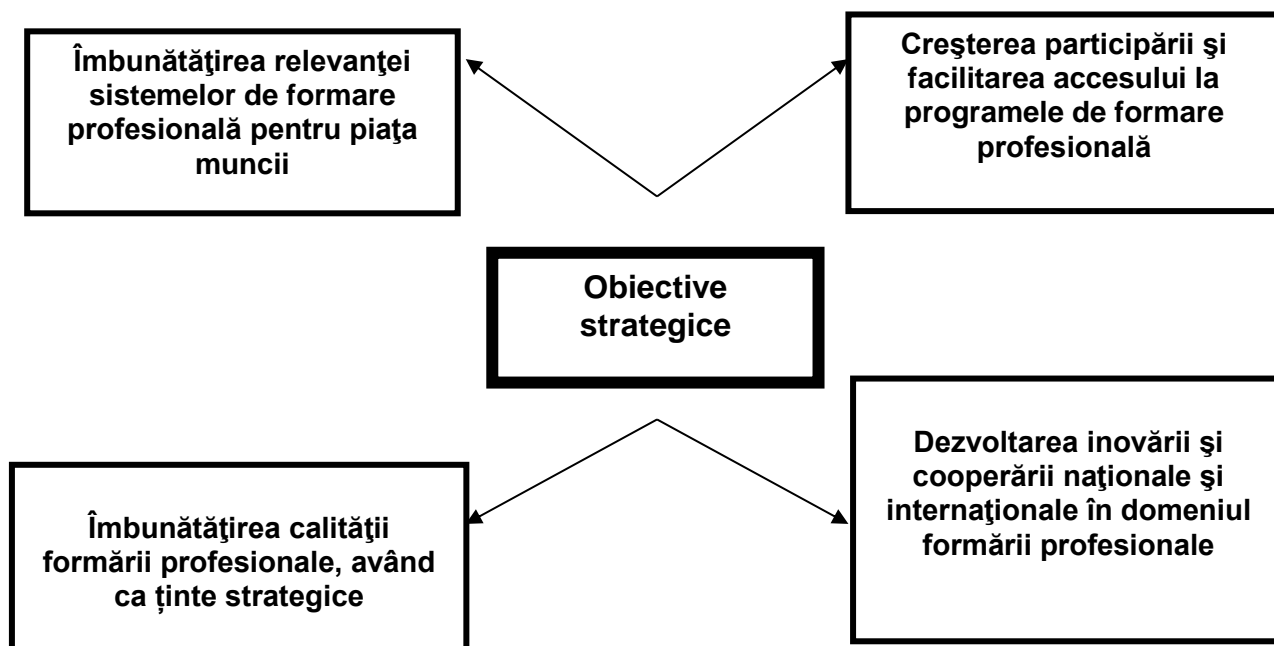 Îmbunătăţirea relevanţei
sistemelor de formare
profesională pentru piaţa
muncii
Creşterea participării şi
facilitarea accesului la
programele de formare
profesională
Obiective
strategice
Îmbunătăţirea calităţii
formării profesionale, având
ca ținte strategice
Dezvoltarea inovării şi
cooperării naţionale şi
internaţionale în domeniul
formării profesionale